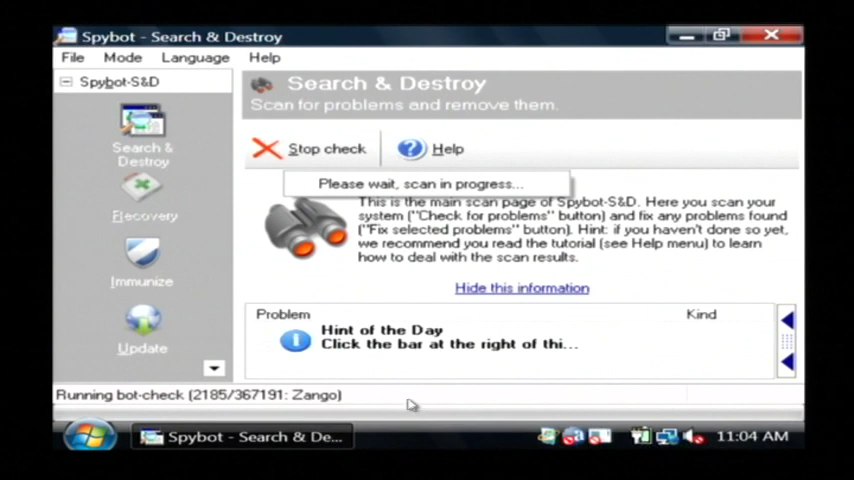 Spybot - Search & Destroy
File Mode Language Help
Spybot-S&D
Search & Destroy
Scan for problems and remove them.
Search &
Destroy
Recovery
Immunize
Update
Stop check
Help
Please wait, scan in progress...
This is the main scan page of Spybot-S&D. Here you scan your
system ("Check for problems" button) and fix any problems found
("Fix selected problems" button). Hint: if you haven't done so yet,
we recommend you read the tutorial (see Help menu) to learn
how to deal with the scan results.
Hide this information
Problem Kind
Hint of the Day
Click the bar at the right of thi...
Running bot-check (2185/367191: Zango)
Spybot - Search & De...
11:04 AM